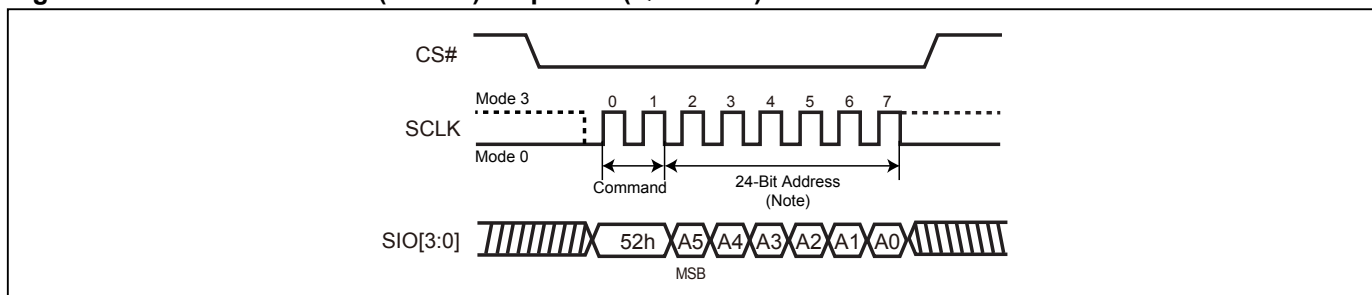 CS#
Mode 3
0 1 2 3 4 5 6 7
SCLK
Mode 0
Command
24-Bit Address
(Note)
SIO[3:0]
52h A5 A4 A3 A2 A1 A0
MSB